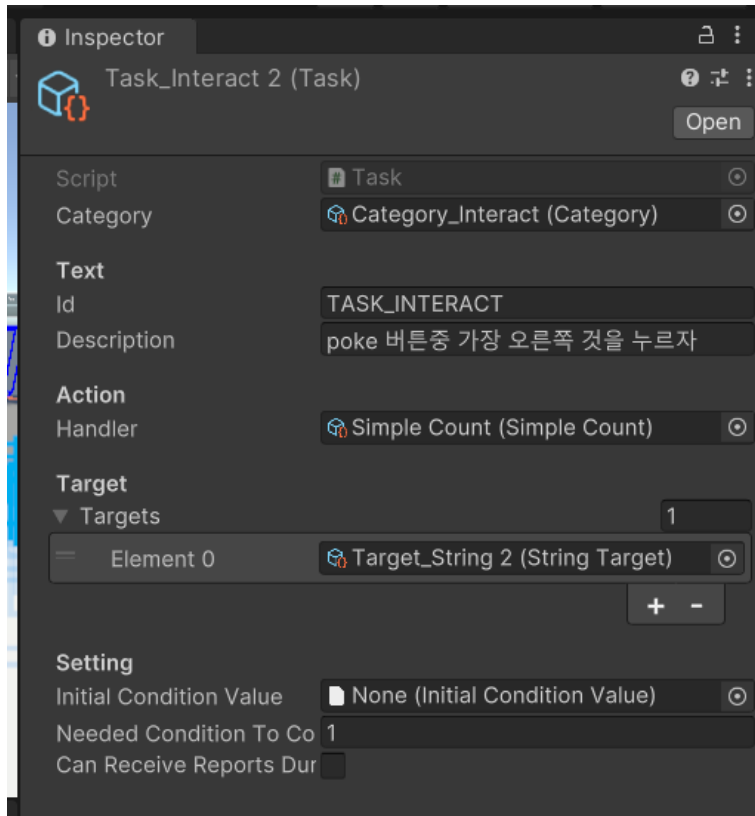 Inspector
Task_Interact 2 (Task)
Open
Script # Task
Category Category_Interact (Category)
Text
Id TASK_INTERACT
Description poke 버튼중 가장 오른쪽 것을 누르자
Action
Handler Simple Count (Simple Count)
Target
Targets 1
Element 0 Target_String 2 (String Target)
+ -
Setting
Initial Condition Value None (Initial Condition Value)
Needed Condition To Co 1
Can Receive Reports Dur